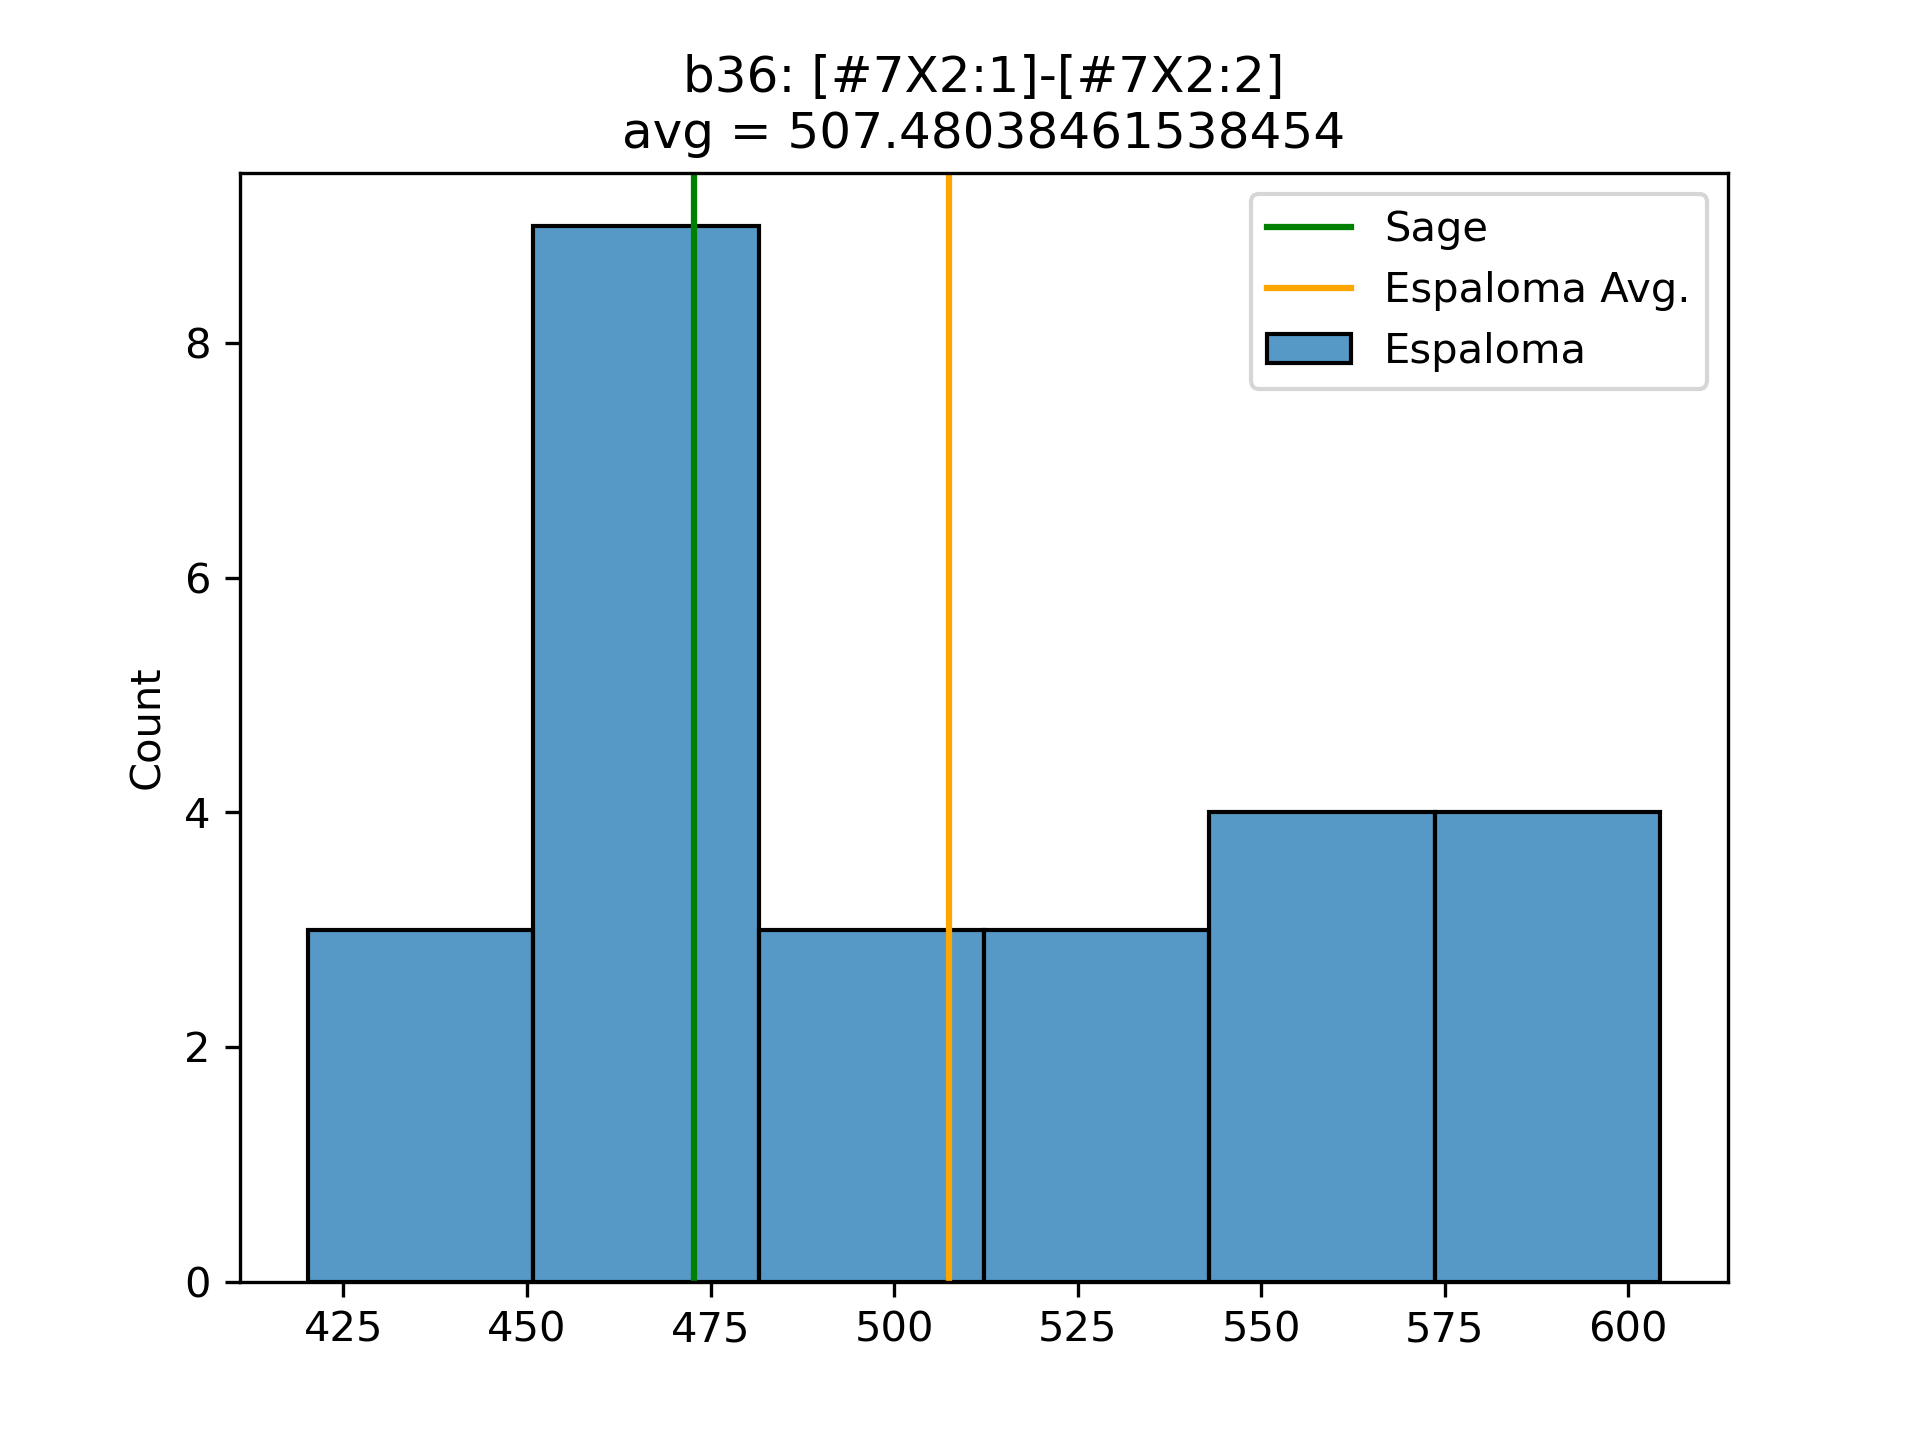 b36: [#7X2:1]-[#7X2:2]
avg = 507.48038461538454
Sage
Espaloma Avg.
Espaloma
8
6
4
2
0
Count
425 450 475 500 525 550 575 600